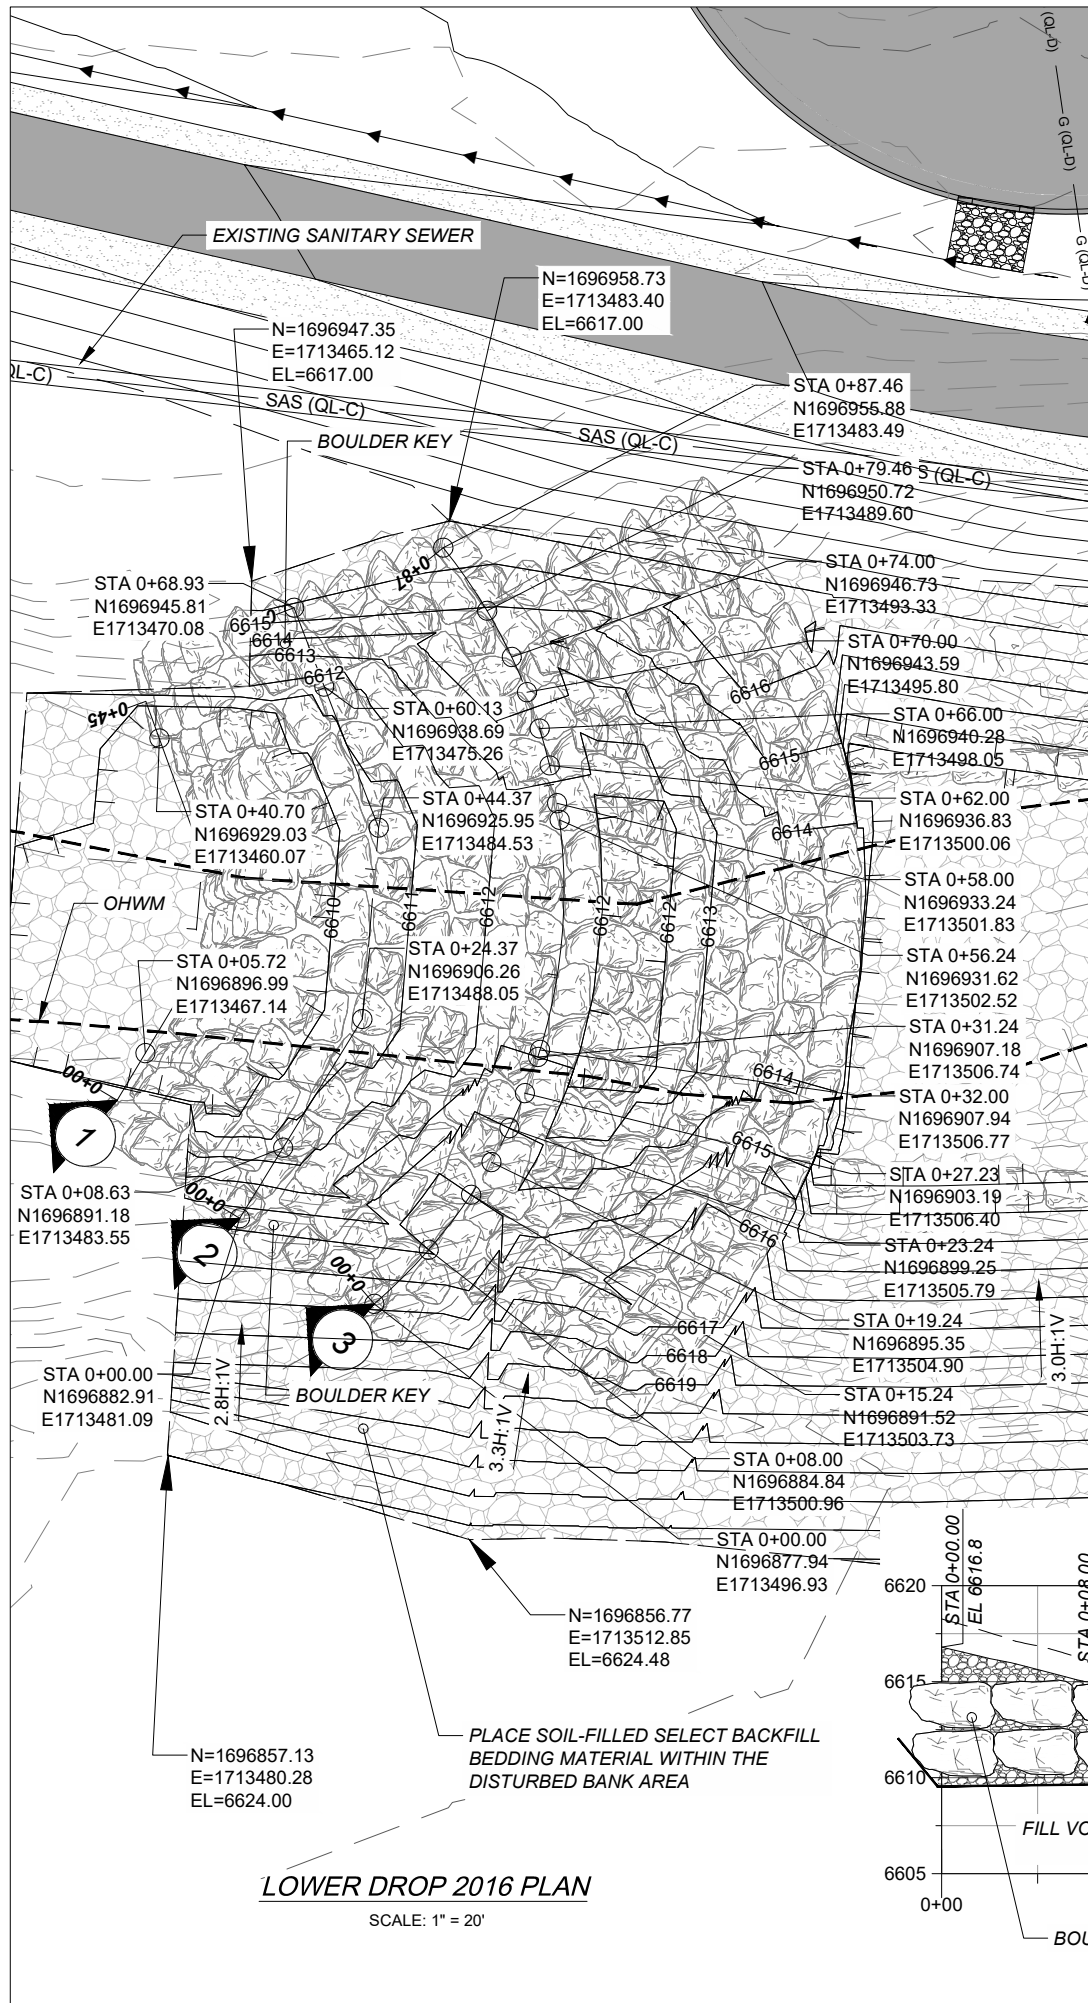 (QL-D)
G (QL-D)
G (QL-D)
EXISTING SANITARY SEWER
N=1696958.73
E=1713483.40
EL=6617.00
N=1696947.35
E=1713465.12
EL=6617.00
QL-C)
SAS (QL-C)
SAS (QL-C)
S (QL-C)
BOULDER KEY
STA 0+87.46
N1696955.88
E1713483.49
STA 0+79.46
N1696950.72
E1713489.60
STA 0+74.00
N1696946.73
E1713493.33
STA 0+68.93
N1696945.81
E1713470.08
0+87
6615
6614
6613
6612
STA 0+70.00
N1696943.59
E1713495.80
6616
0+45
STA 0+60.13
N1696938.69
E1713475.26
STA 0+66.00
N1696940.28
E1713498.05
6615
STA 0+40.70
N1696929.03
E1713460.07
STA 0+44.37
N1696925.95
E1713484.53
STA 0+62.00
N1696936.83
E1713500.06
6614
OHWM
6610
6611
6612
6612
6612
6613
STA 0+58.00
N1696933.24
E1713501.83
STA 0+05.72
N1696896.99
E1713467.14
STA 0+24.37
N1696906.26
E1713488.05
STA 0+56.24
N1696931.62
E1713502.52
STA 0+31.24
N1696907.18
E1713506.74
0+00
6614
STA 0+32.00
N1696907.94
E1713506.77
1
6615
STA 0+08.63
N1696891.18
E1713483.55
0+00
STA 0+27.23
N1696903.19
E1713506.40
6616
2
0+00
STA 0+23.24
N1696899.25
E1713505.79
3
6617
6618
6619
STA 0+19.24
N1696895.35
E1713504.90
3.0H:1V
STA 0+00.00
N1696882.91
E1713481.09
2.8H:1V
BOULDER KEY
3.3H:1V
STA 0+15.24
N1696891.52
E1713503.73
STA 0+08.00
N1696884.84
E1713500.96
STA 0+00.00
N1696877.94
E1713496.93
N=1696856.77
E=1713512.85
EL=6624.48
PLACE SOIL-FILLED SELECT BACKFILL
BEDDING MATERIAL WITHIN THE
DISTURBED BANK AREA
N=1696857.13
E=1713480.28
EL=6624.00
STA 0+00.00
EL 6616.8
STA 0+08.00
6620
6615
6610
6605
0+00
FILL VO
BOU
LOWER DROP 2016 PLAN
SCALE: 1" = 20'